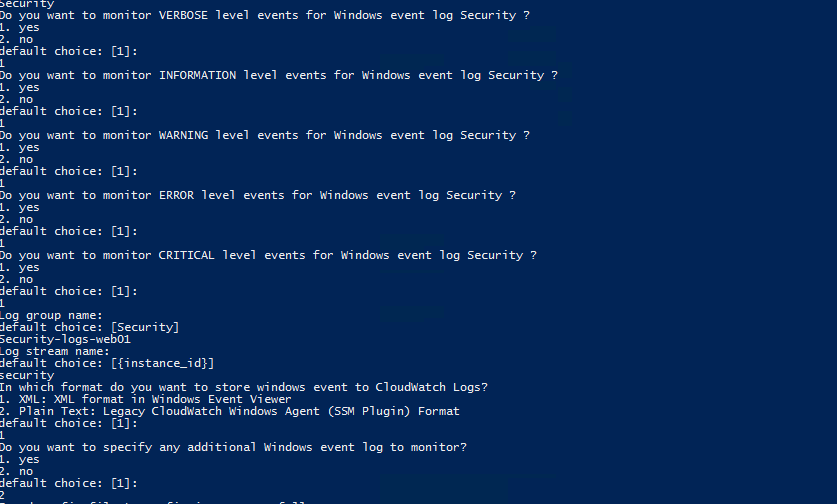 Security
Do you want to monitor VERBOSE level events for Windows event log Security ?
1. yes
2. no
default choice: [1]:
1
Do you want to monitor INFORMATION level events for Windows event log Security ?
1. yes
2. no
default choice: [1]:
1
Do you want to monitor WARNING level events for Windows event log Security ?
1. yes
2. no
default choice: [1]:
1
Do you want to monitor ERROR level events for Windows event log Security ?
1. yes
2. no
default choice: [1]:
1
Do you want to monitor CRITICAL level events for Windows event log Security ?
1. yes
2. no
default choice: [1]:
1
Log group name:
default choice: [Security]
Security-logs-web01
Log stream name:
default choice: [{instance_id}]
security
In which format do you want to store windows event to CloudWatch Logs?
1. XML: XML format in Windows Event Viewer
2. Plain Text: Legacy CloudWatch Windows Agent (SSM Plugin) Format
default choice: [1]:
1
Do you want to specify any additional Windows event log to monitor?
1. yes
2. no
default choice: [1]:
2